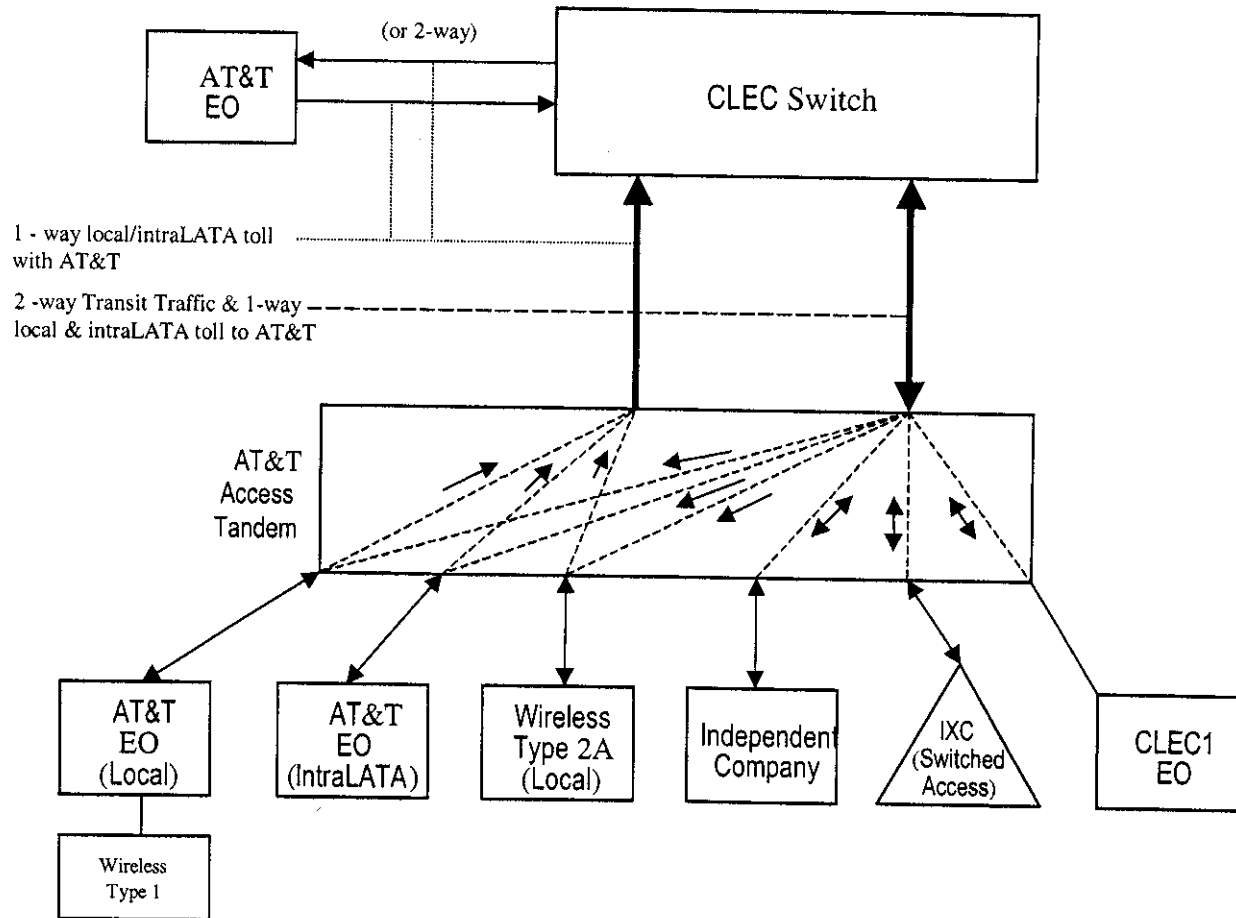 (or 2-way)
AT&T
EO
CLEC Switch
1 - way local/intraLATA toll
with AT&T
2 -way Transit Traffic & 1-way
local & intraLATA toll to AT&T
AT&T
Access
Tandem
AT&T
EO
(Local)
AT&T
EO
(IntraLATA)
Wireless
Type 2A
(Local)
Independent
Company
IXC
(Switched
Access)
CLEC1
EO
Wireless
Type 1